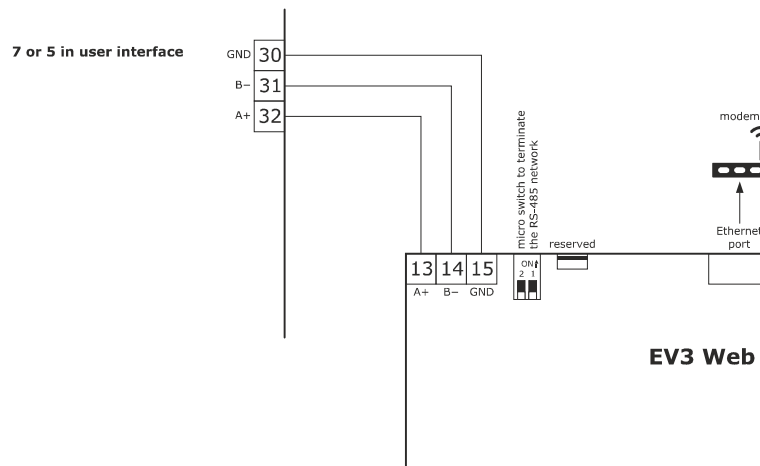 7 or 5 in user interface
GND 30
B− 31
A+ 32
micro switch to terminate
the RS-485 network
reserved
modem
Ethernet
port
13 14 15
A+ B− GND
ON
2 1
EV3 Web